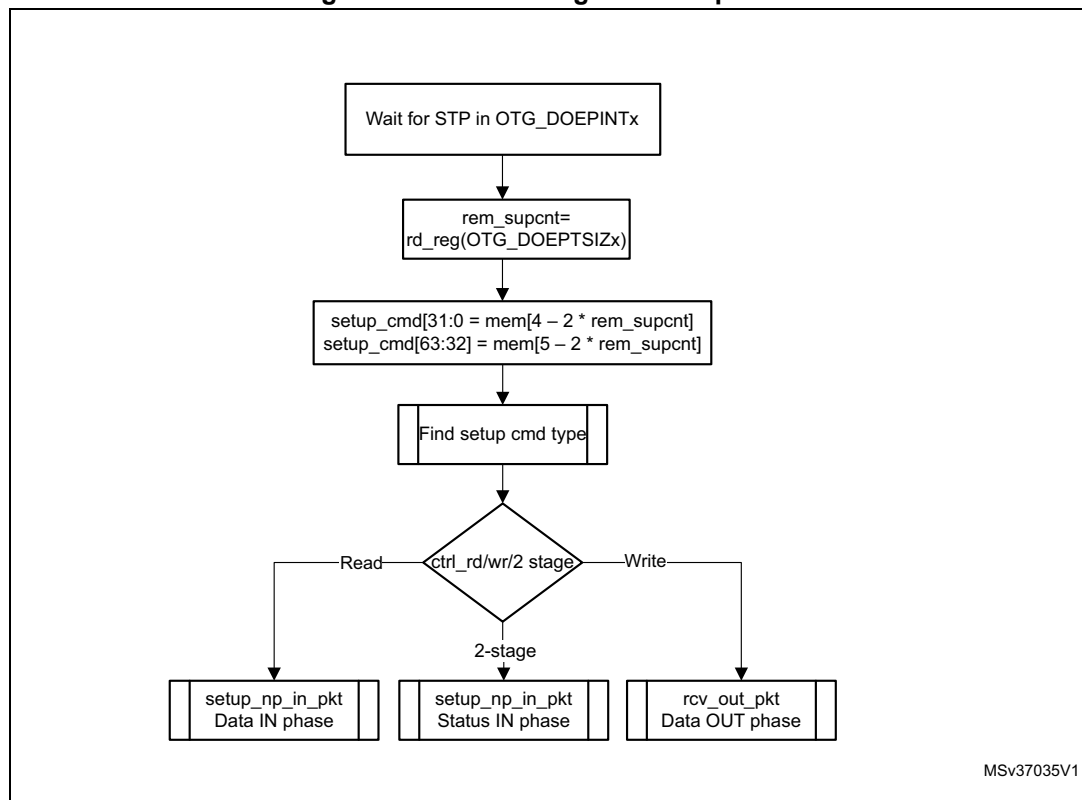 Wait for STP in OTG_DOEPINTx
rem_supcnt=
rd_reg(OTG_DOEPTSIZx)
setup_cmd[31:0 = mem[4 – 2 * rem_supcnt]
setup_cmd[63:32] = mem[5 – 2 * rem_supcnt]
Find setup cmd type
ctrl_rd/wr/2 stage
Read
Write
2-stage
setup_np_in_pkt
Data IN phase
setup_np_in_pkt
Status IN phase
rcv_out_pkt
Data OUT phase
MSv37035V1